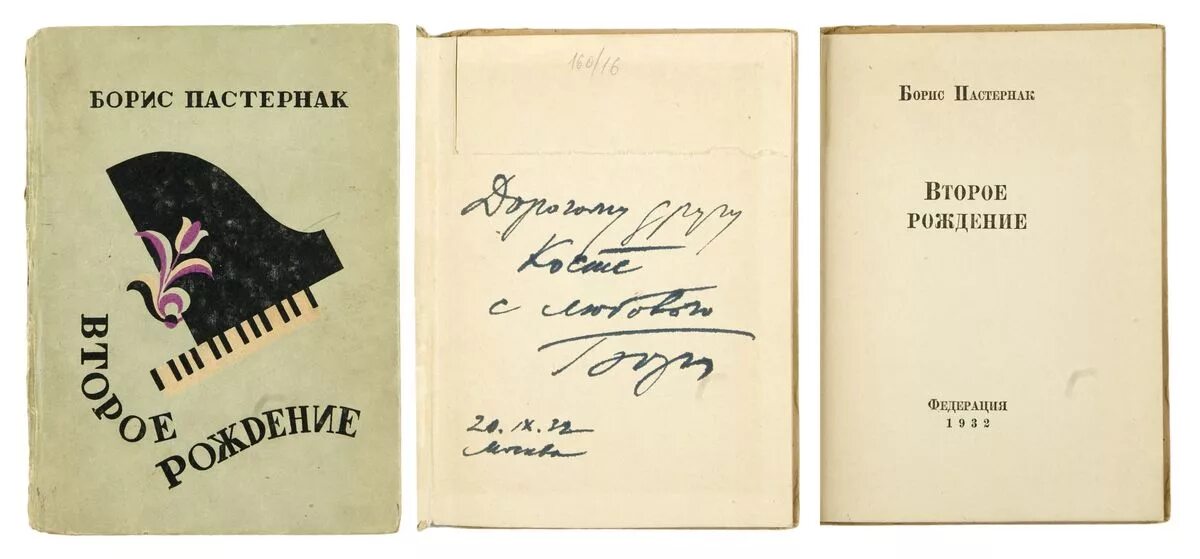 БОРИС ПАСТЕРНАК
ВТОРОЕ
РОЖДЕНИЕ
160/16
Дорогому другу
Косте
с любовью
Боря
20.IX.32
Москва
Борис Пастернак
Второе
рождение
Федерация
1932